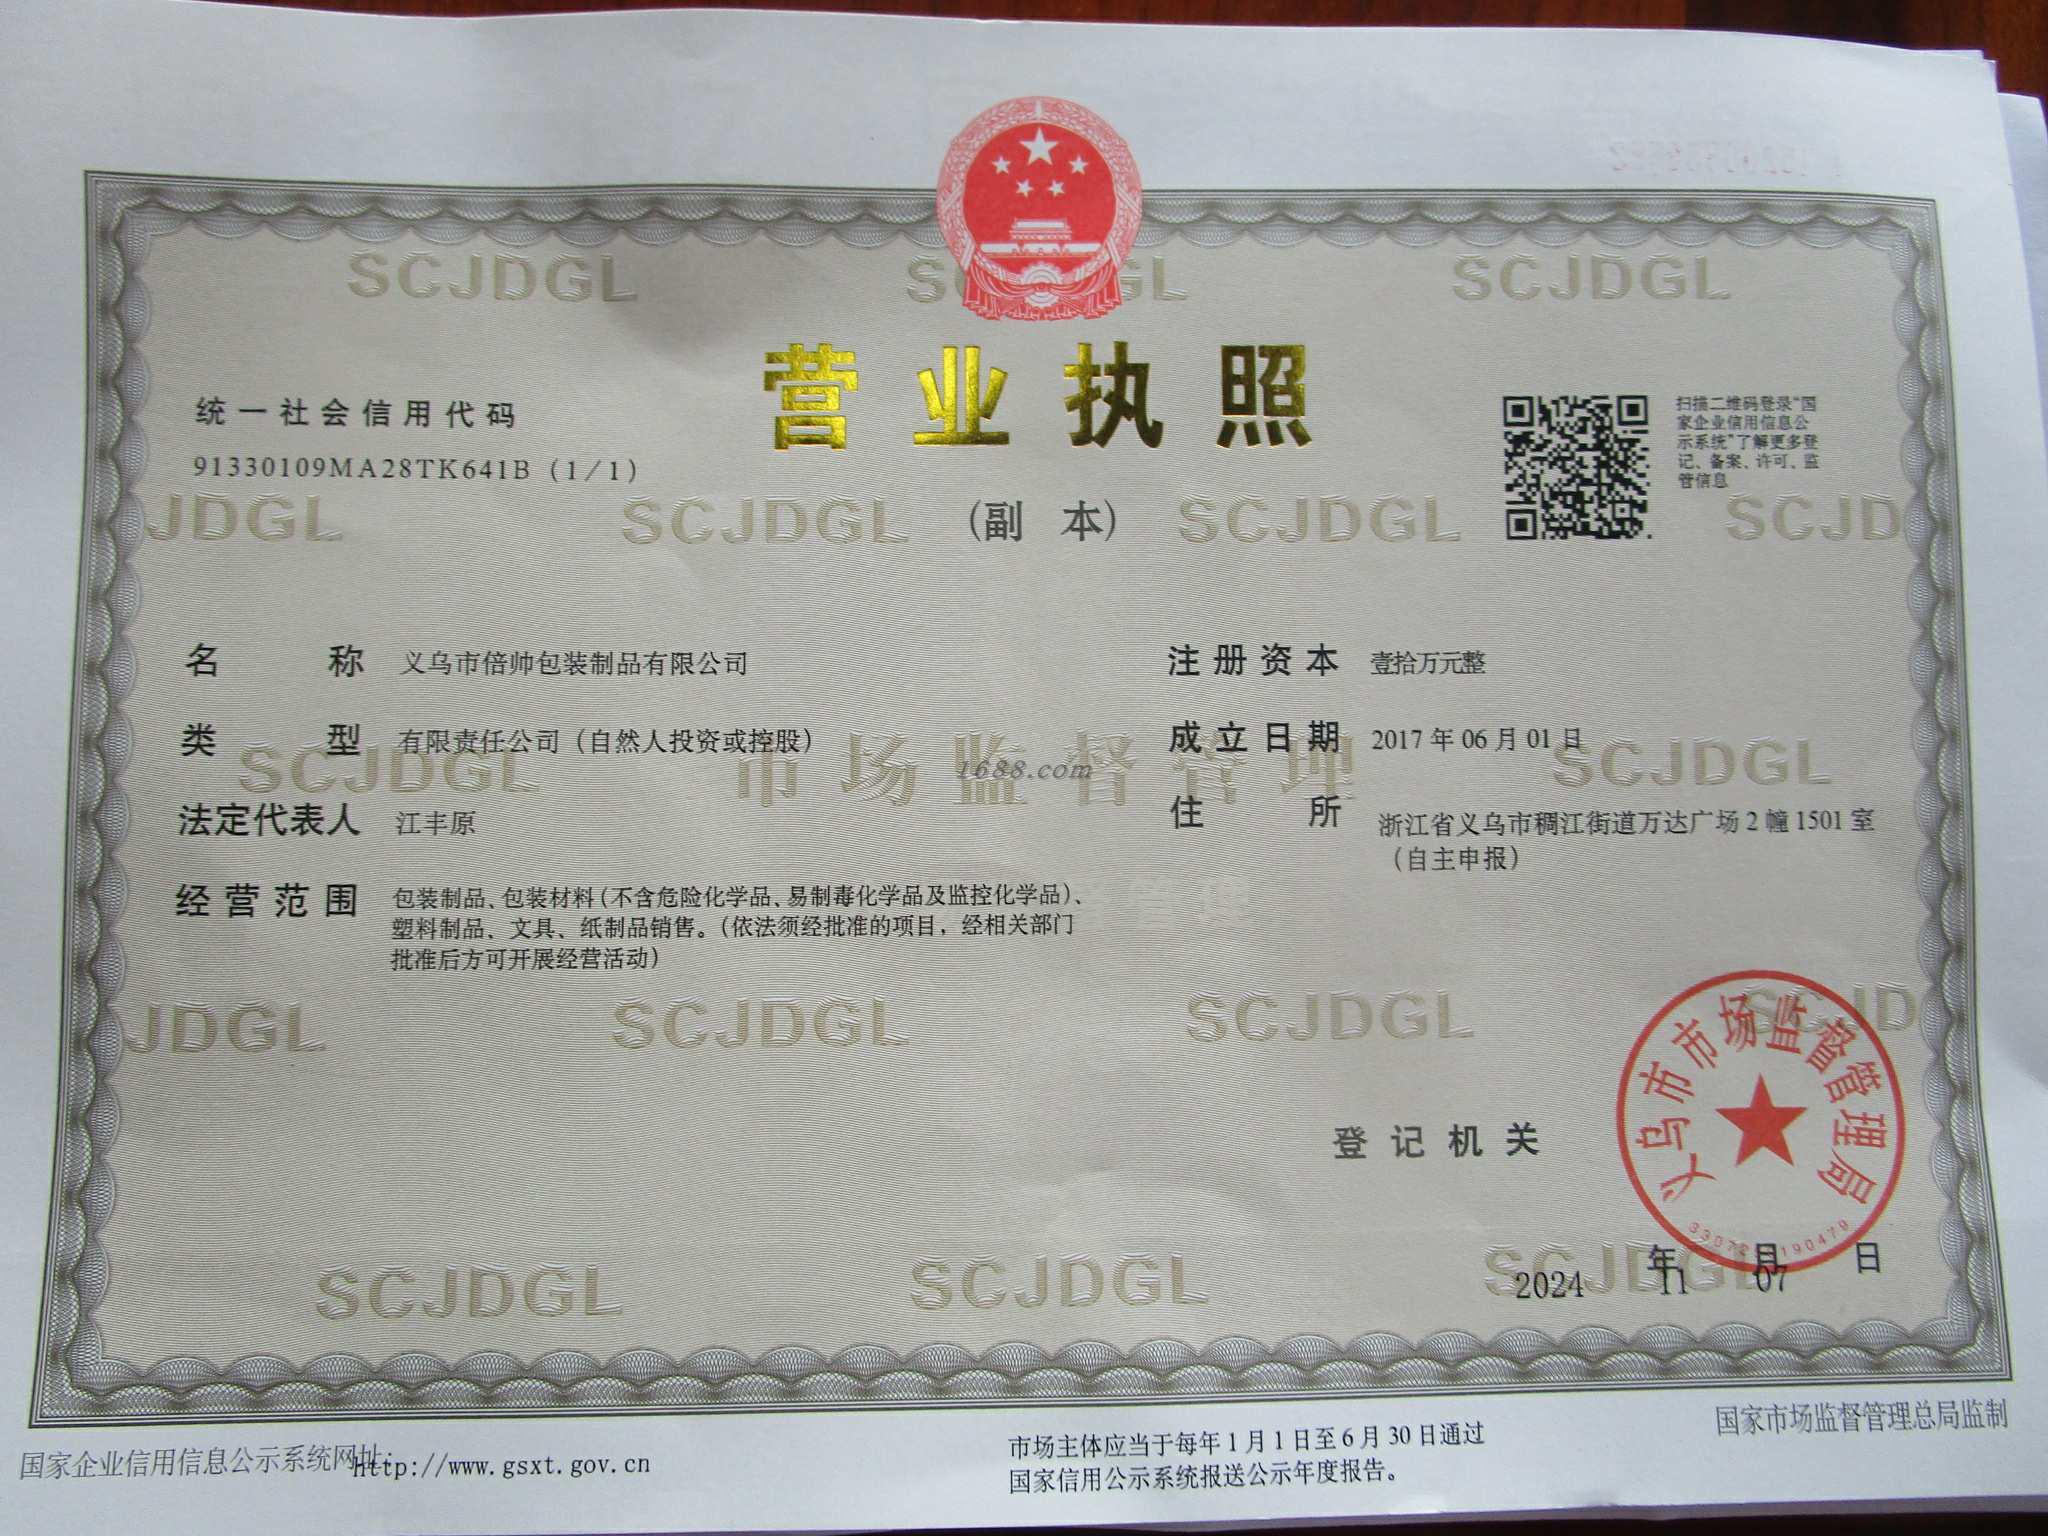 SCJDGL SCJDGL SCJDGL
营业执照
统一社会信用代码
91330109MA28TK641B (1/1)
(副 本)
扫描二维码登录“国
家企业信用信息公
示系统”了解更多登
记、备案、许可、监
管信息
JDGL SCJDGL SCJDGL SCJD
名 称 义乌市倍帅包装制品有限公司
注册资本 壹拾万元整
类 型 有限责任公司（自然人投资或控股）
成立日期 2017 年 06 月 01 日
SCJDGL 市场监督管理 SCJDGL
1688.com
法定代表人 江丰原
住 所 浙江省义乌市稠江街道万达广场 2 幢 1501 室
（自主申报）
经营范围 包装制品、包装材料（不含危险化学品、易制毒化学品及监控化学品）、
塑料制品、文具、纸制品销售。（依法须经批准的项目，经相关部门
批准后方可开展经营活动）
JDGL SCJDGL SCJDGL SCJD
登记机关
义乌市市场监督管理局
年 月 日
2024 11 07
SCJDGL SCJDGL SCJDGL
国家企业信用信息公示系统网址：http://www.gsxt.gov.cn
市场主体应当于每年 1 月 1 日至 6 月 30 日通过
国家信用公示系统报送公示年度报告。
国家市场监督管理总局监制